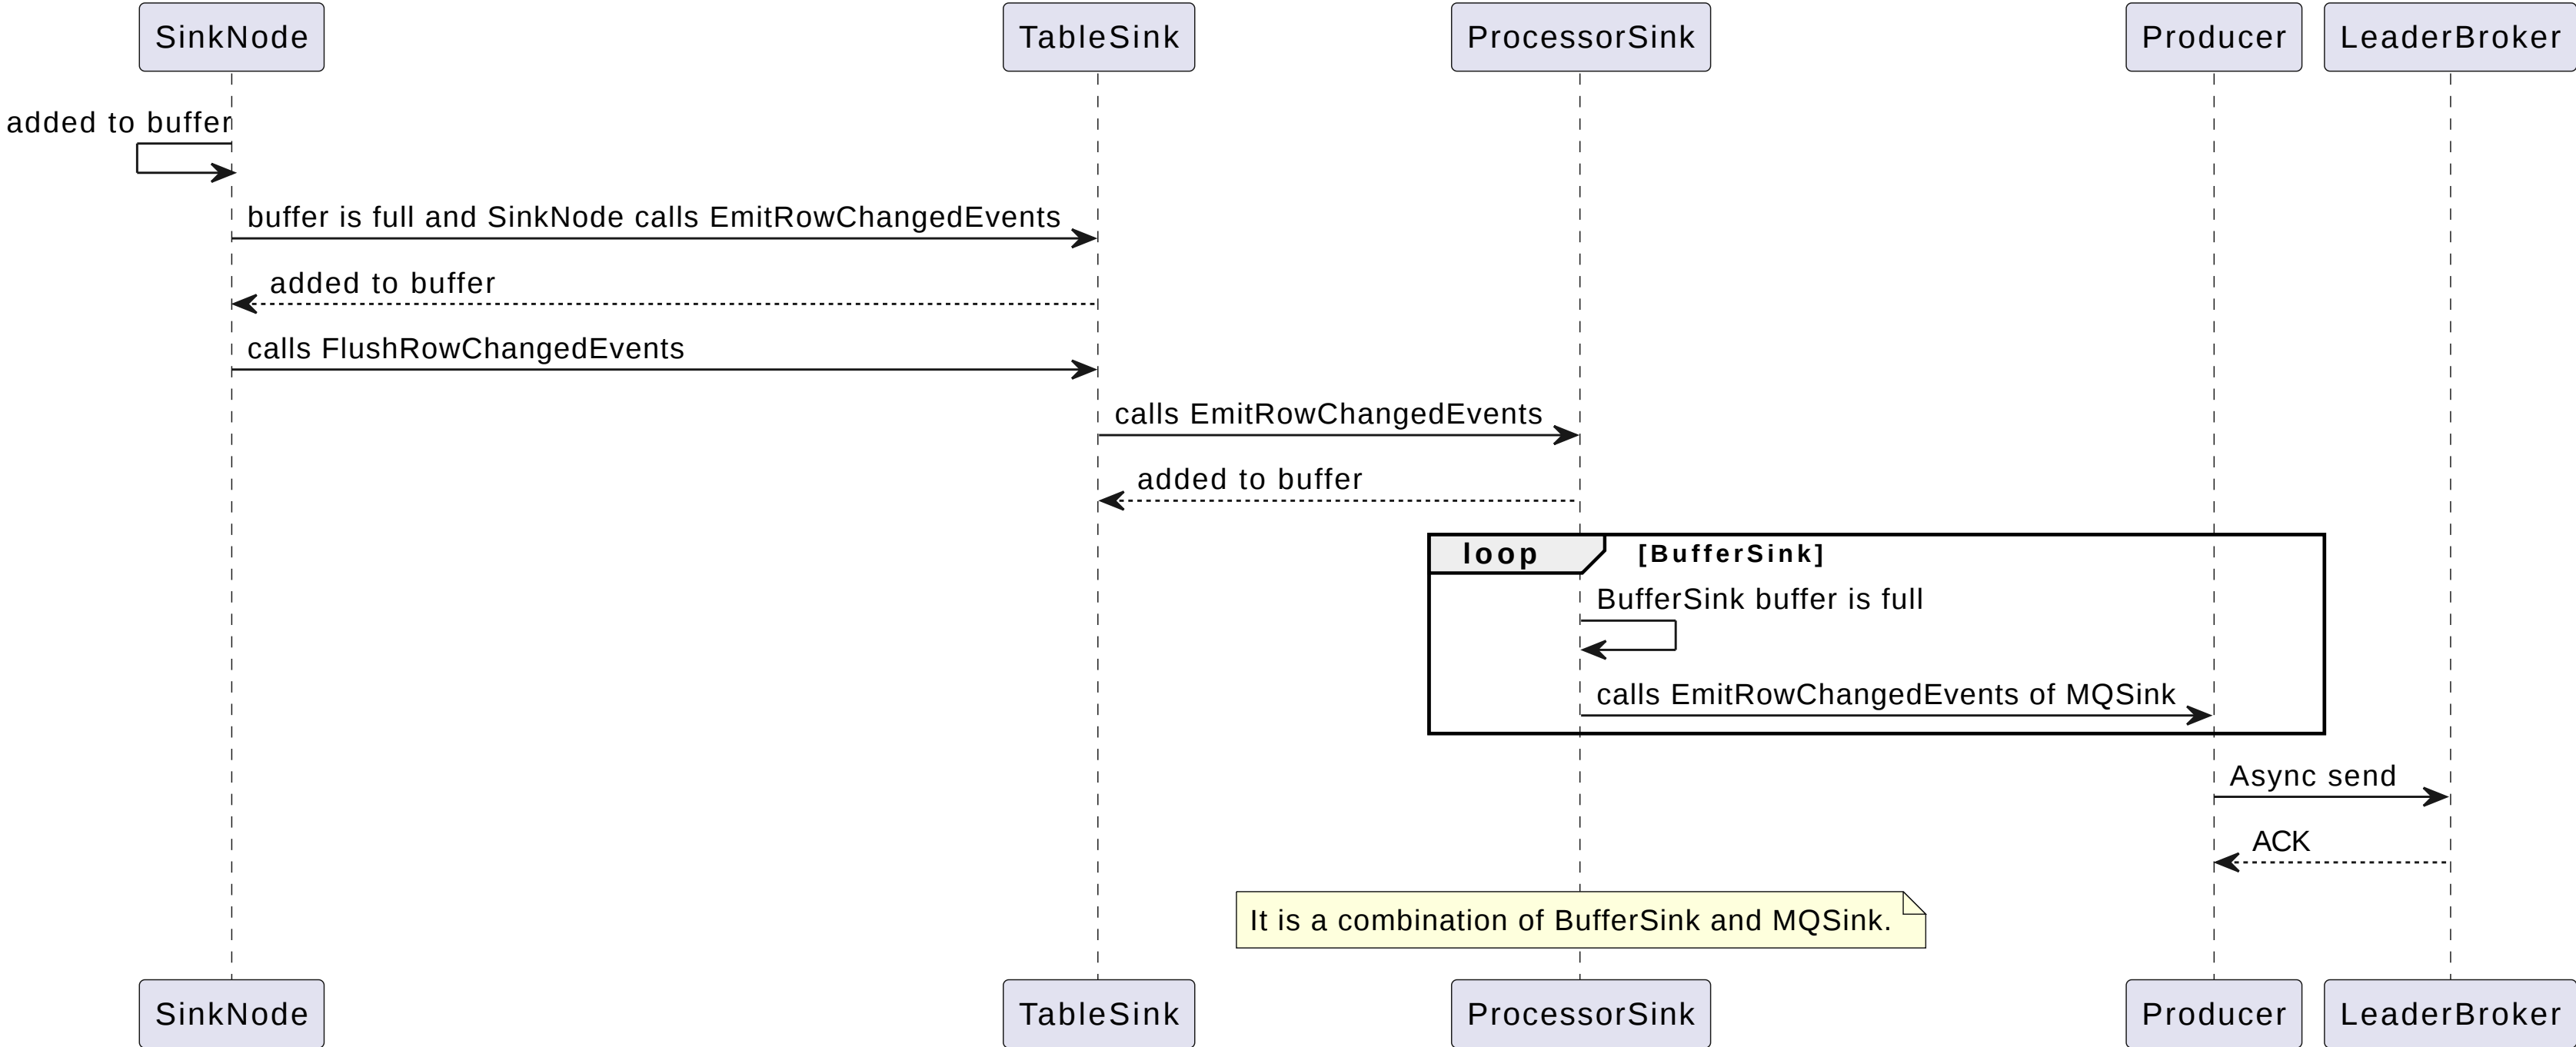 SinkNode
TableSink
ProcessorSink
Producer
LeaderBroker
added to buffer
buffer is full and SinkNode calls EmitRowChangedEvents
added to buffer
calls FlushRowChangedEvents
calls EmitRowChangedEvents
added to buffer
loop
[BufferSink]
BufferSink buffer is full
calls EmitRowChangedEvents of MQSink
Async send
ACK
It is a combination of BufferSink and MQSink.
SinkNode
TableSink
ProcessorSink
Producer
LeaderBroker